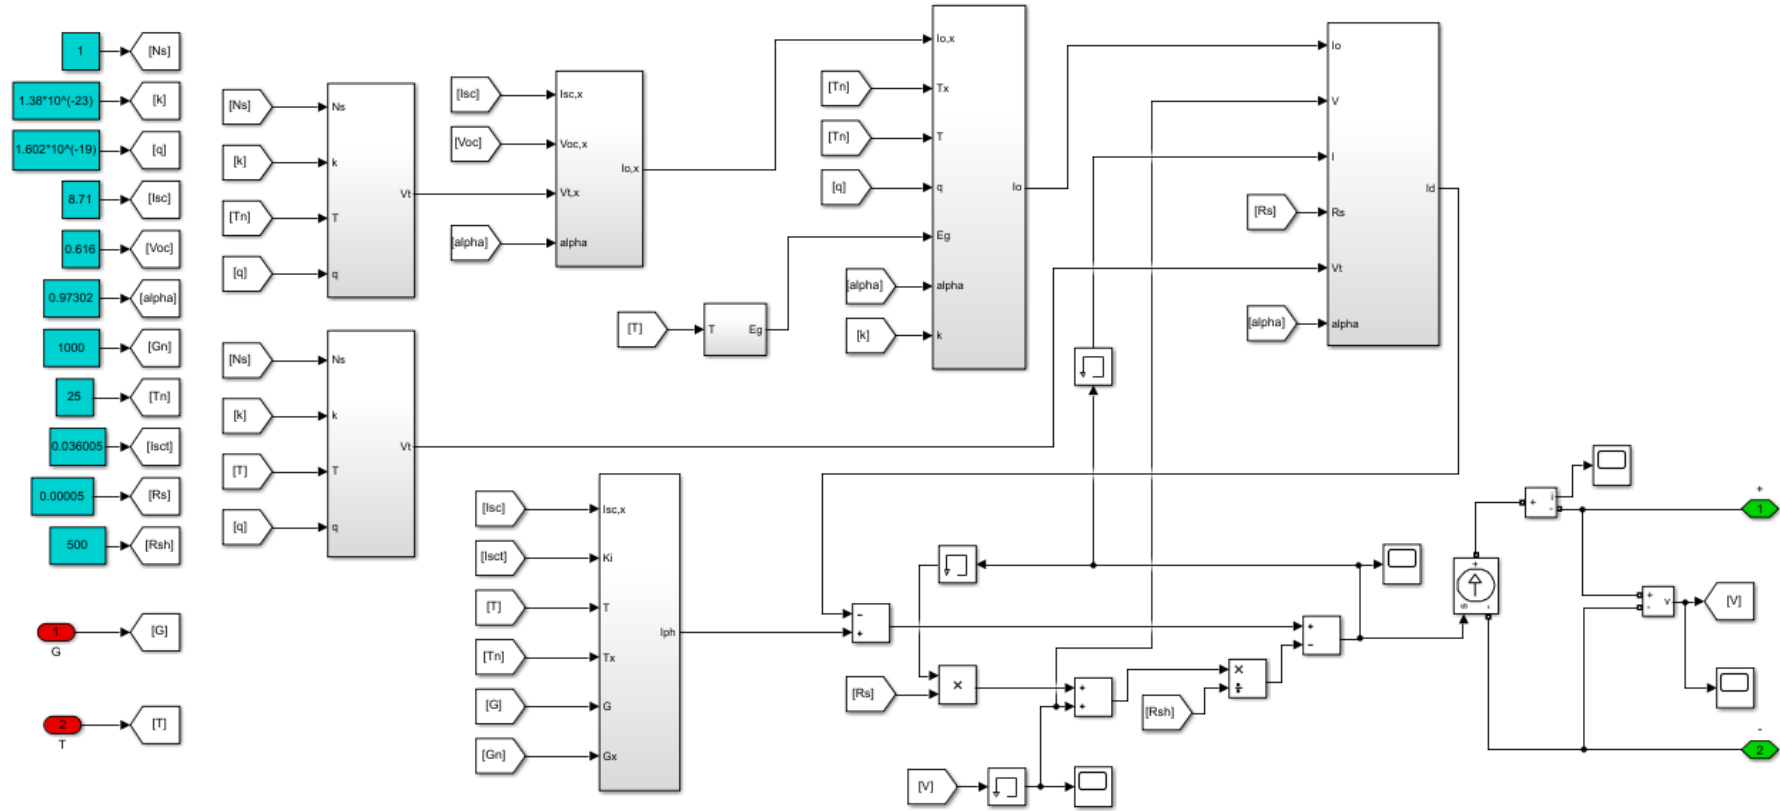 1
[Ns]
1.38*10^(-23)
[k]
1.602*10^(-19)
[q]
8.71
[Isc]
0.616
[Voc]
0.97302
[alpha]
1000
[Gn]
25
[Tn]
0.036005
[Isct]
0.00005
[Rs]
500
[Rsh]
1
G
[G]
2
T
[T]
[Ns]
[k]
[Tn]
[q]
Ns
k
T
q
Vt
[Ns]
[k]
[T]
[q]
Ns
k
T
q
Vt
[Isc]
[Voc]
[alpha]
Isc,x
Voc,x
Vt,x
alpha
Io,x
[T]
T
Eg
[Tn]
[Tn]
[q]
[alpha]
[k]
Io,x
Tx
T
q
Eg
alpha
k
Io
[Rs]
[alpha]
Io
V
I
Rs
Vt
alpha
Id
[Isc]
[Isct]
[T]
[Tn]
[G]
[Gn]
Isc,x
Ki
T
Tx
G
Gx
Iph
-
+
[Rs]
×
+
+
[V]
[Rsh]
×
÷
+
-
+
-
+
i
-
+
-
v
[V]
+
1
-
2